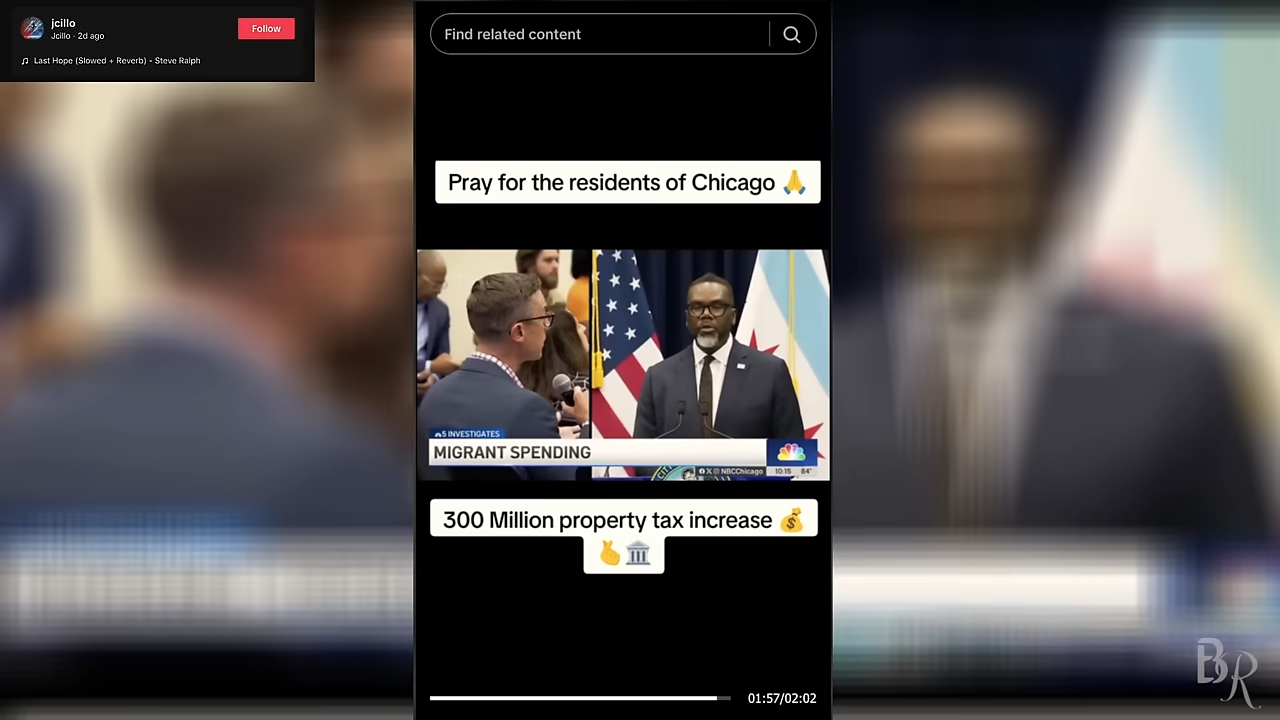 jcillo
Jcillo · 2d ago
Follow
Last Hope (Slowed + Reverb) - Steve Ralph
Find related content
Pray for the residents of Chicago 🙏
5 INVESTIGATES
MIGRANT SPENDING
NBCChicago
10:15 84°
300 Million property tax increase 💰
🫰🏛️
01:57/02:02
BR